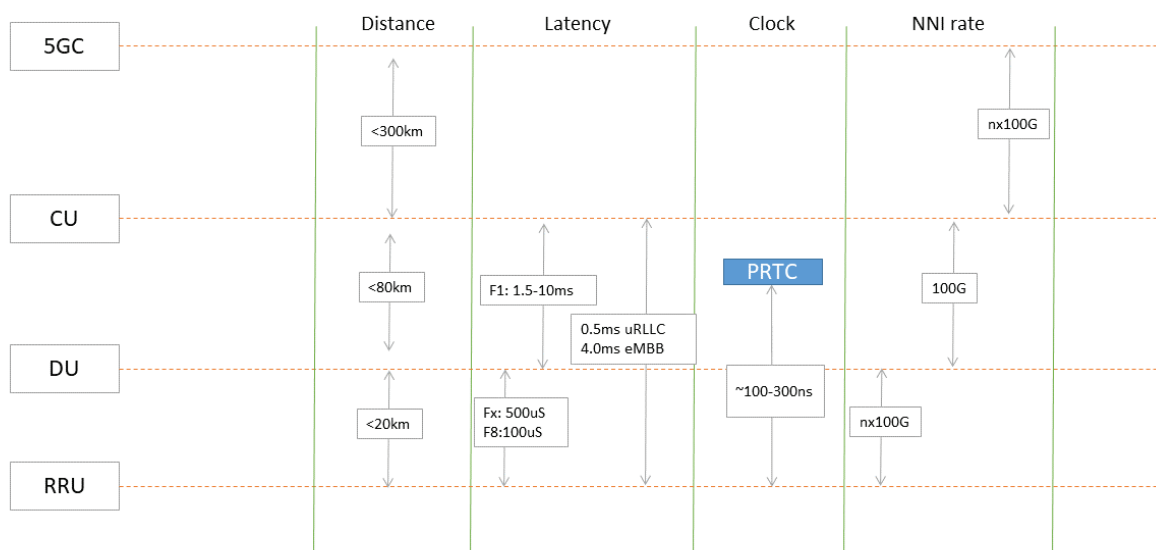 Distance
Latency
Clock
NNI rate
5GC
<300km
nx100G
CU
<80km
F1: 1.5-10ms
PRTC
100G
0.5ms uRLLC
4.0ms eMBB
DU
~100-300ns
<20km
Fx: 500uS
F8:100uS
nx100G
RRU